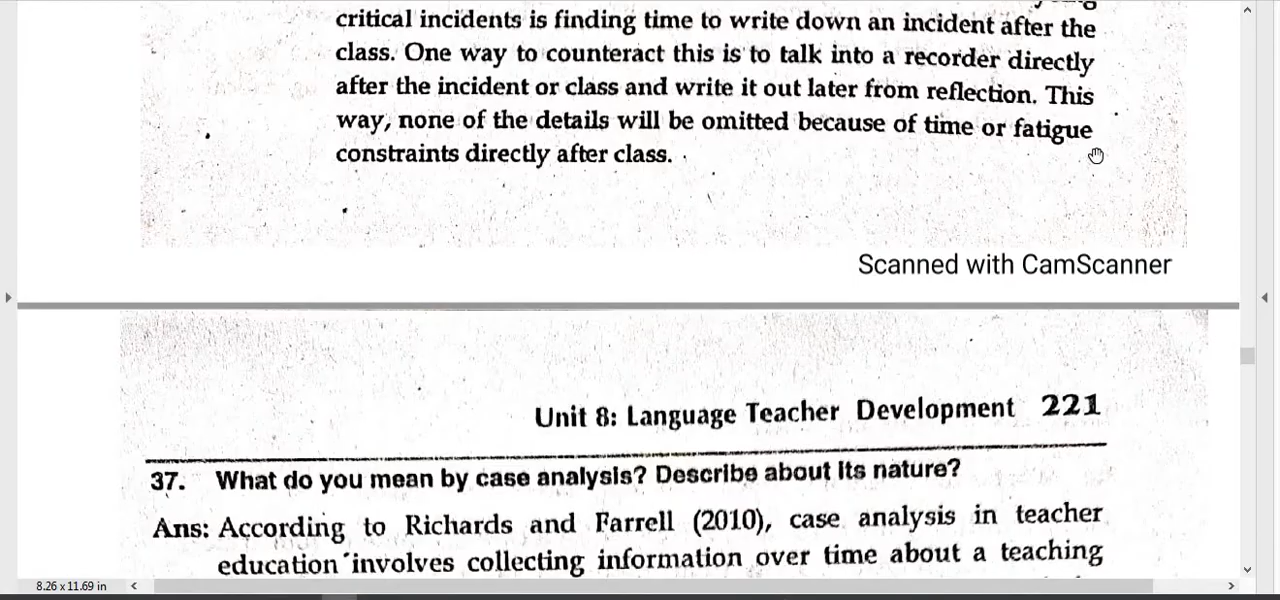 critical incidents is finding time to write down an incident after the
class. One way to counteract this is to talk into a recorder directly
after the incident or class and write it out later from reflection. This
way, none of the details will be omitted because of time or fatigue
constraints directly after class.
Scanned with CamScanner
Unit 8: Language Teacher Development 221
37. What do you mean by case analysis? Describe about its nature?
Ans: According to Richards and Farrell (2010), case analysis in teacher
education involves collecting information over time about a teaching
8.26 x 11.69 in